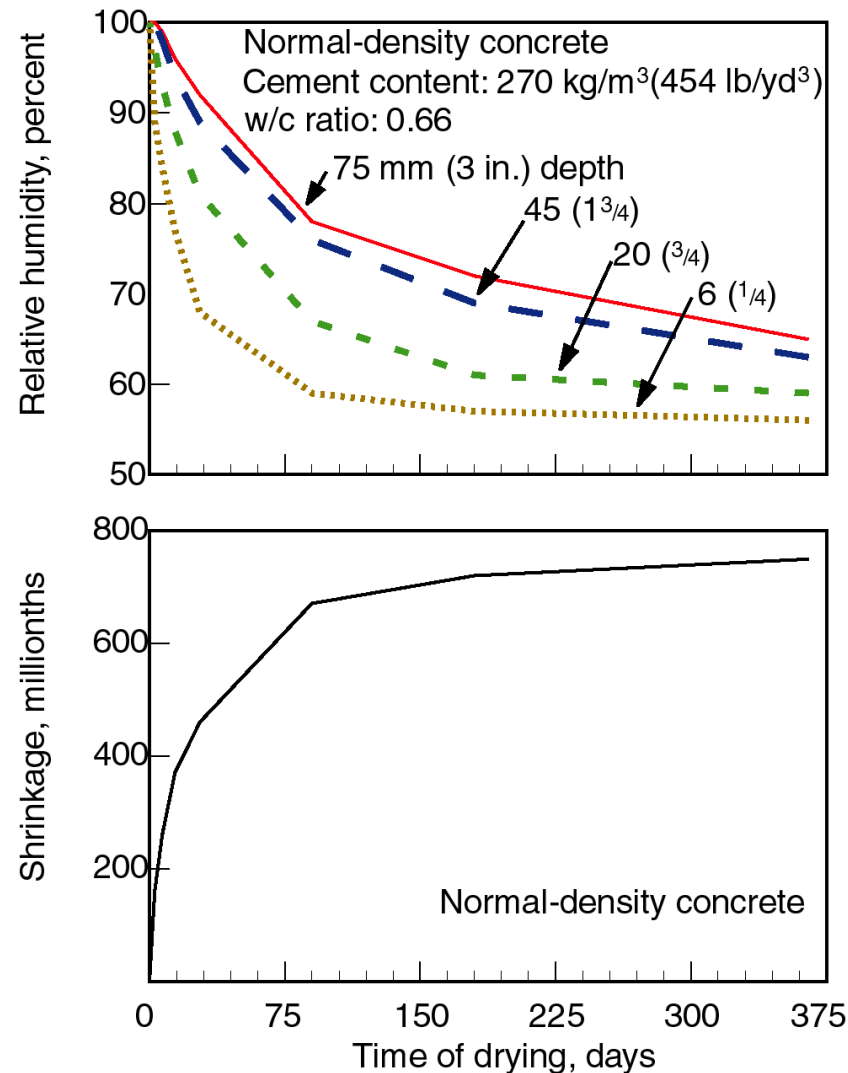 Relative humidity, percent
100
90
80
70
60
50
Normal-density concrete
Cement content: 270 kg/m³(454 lb/yd³)
w/c ratio: 0.66
75 mm (3 in.) depth
45 (1³/₄)
20 (³/₄)
6 (¹/₄)
Shrinkage, millionths
800
600
400
200
Normal-density concrete
0 75 150 225 300 375
Time of drying, days